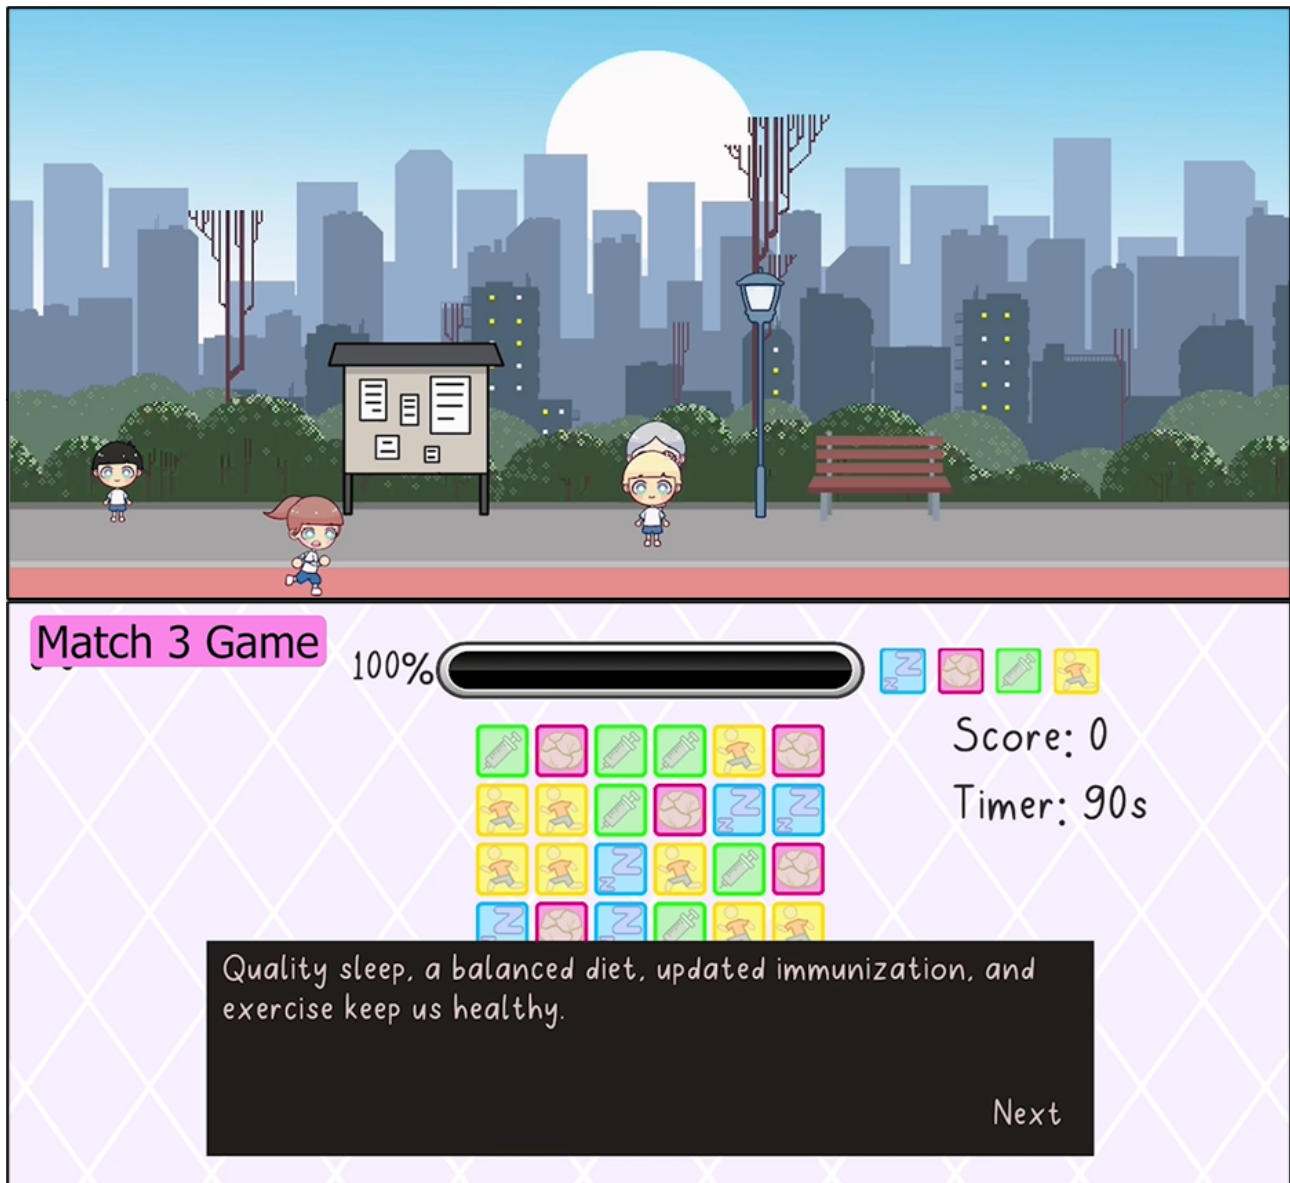 Match 3 Game
100%
Score: 0
Timer: 90s
Quality sleep, a balanced diet, updated immunization, and
exercise keep us healthy.
Next